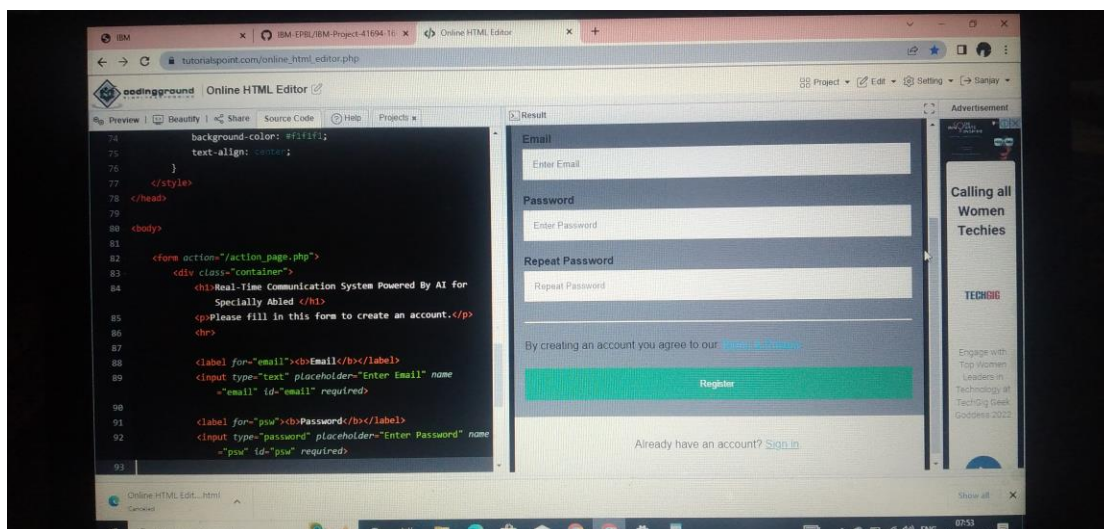 IBM
IBM-EPBL/IBM-Project-41694-16
Online HTML Editor
tutorialspoint.com/online_html_editor.php
codingground
Online HTML Editor
Project
Edit
Setting
Sanjay
Preview
Beautify
Share
Source Code
Help
Projects
74 background-color: #f1f1f1;
75 text-align: center;
76 }
77 </style>
78 </head>
79
80 <body>
81
82 <form action="/action_page.php">
83 <div class="container">
84 <h1>Real-Time Communication System Powered By AI for
Specially Abled </h1>
85 <p>Please fill in this form to create an account.</p>
86 <hr>
87
88 <label for="email"><b>Email</b></label>
89 <input type="text" placeholder="Enter Email" name
="email" id="email" required>
90
91 <label for="psw"><b>Password</b></label>
92 <input type="password" placeholder="Enter Password" name
="psw" id="psw" required>
93
Result
Email
Enter Email
Password
Enter Password
Repeat Password
Repeat Password
By creating an account you agree to our
Register
Already have an account? Sign in.
Advertisement
Calling all
Women
Techies
TECHGIG
Engage with
Top Women
Leaders in
Technology at
TechGig Geek
Goddess 2022
Online HTML Edit....html
Canceled
Show all
ENG
07:53